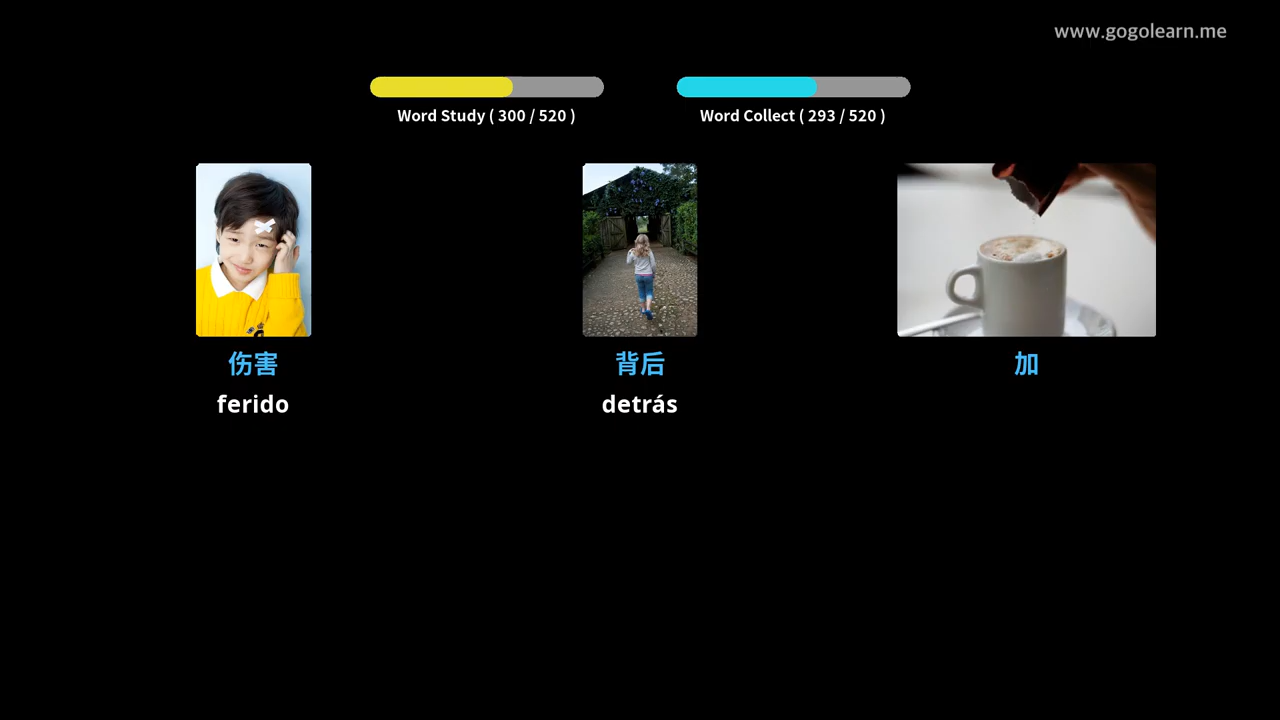 www.gogolearn.me
Word Study ( 300 / 520 )
Word Collect ( 293 / 520 )
伤害
背后
加
ferido
detrás